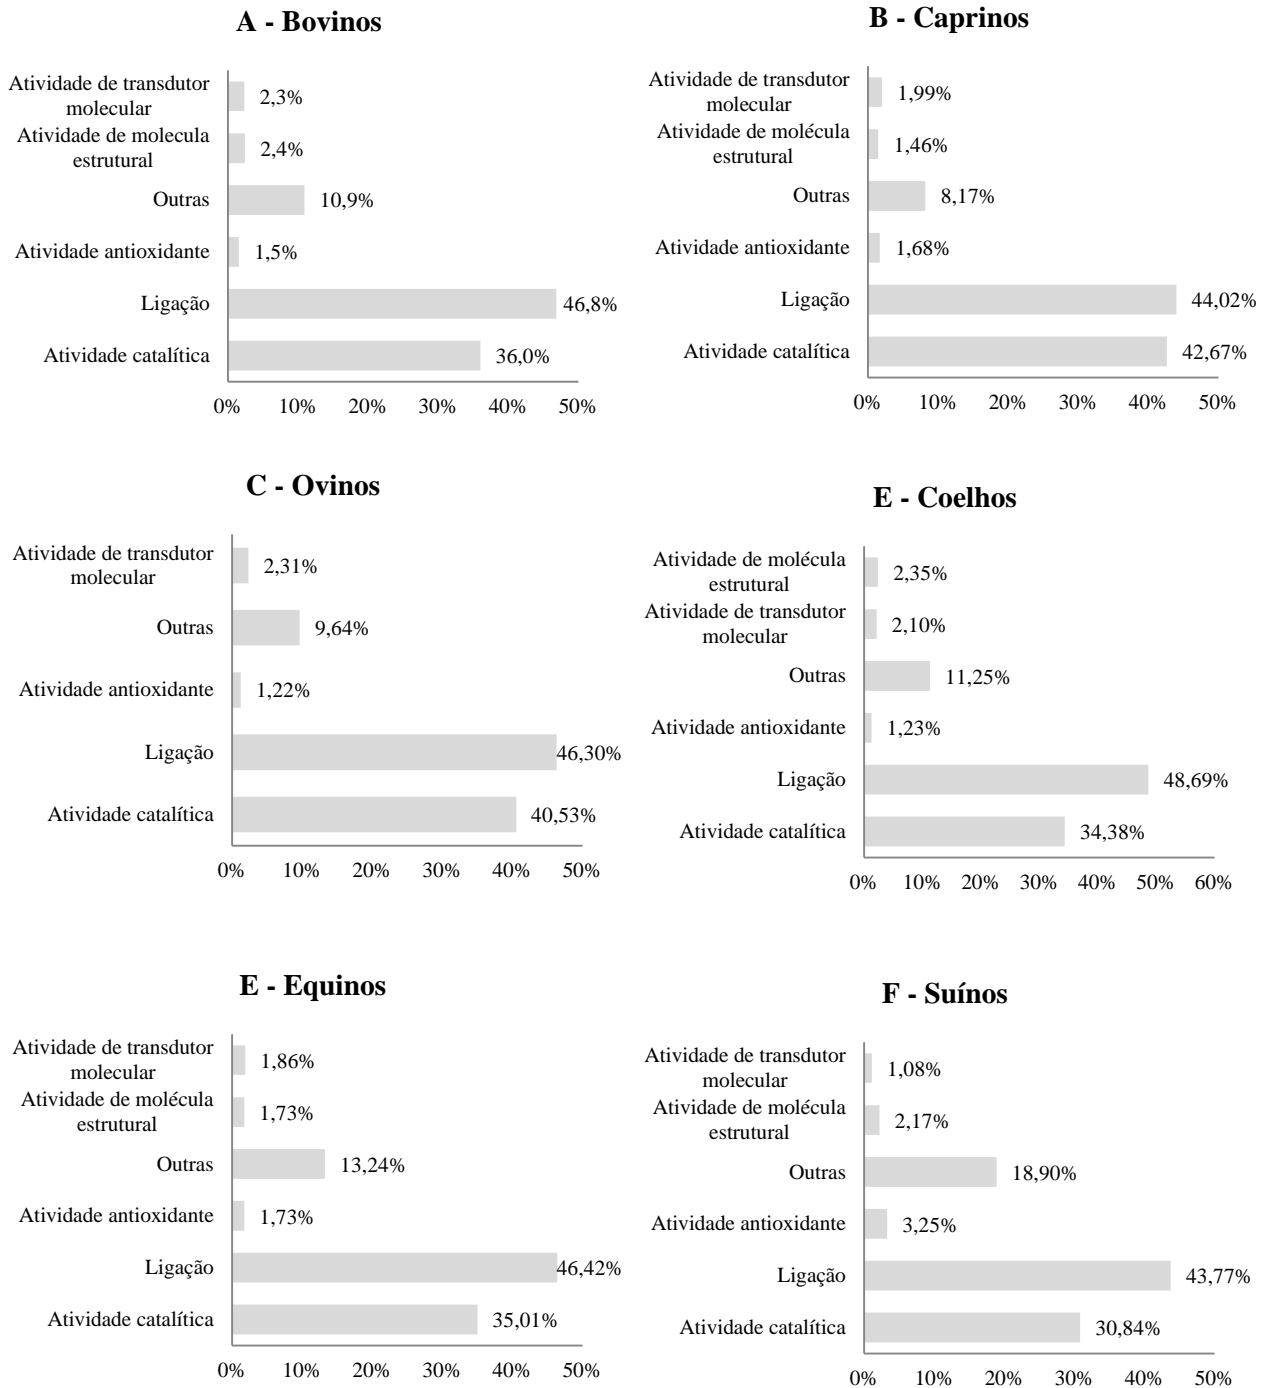 A - Bovinos
Atividade de transdutor
molecular
2,3%
Atividade de molecula
estrutural
2,4%
Outras
10,9%
Atividade antioxidante
1,5%
Ligação
46,8%
Atividade catalítica
36,0%
0% 10% 20% 30% 40% 50%
B - Caprinos
Atividade de transdutor
molecular
1,99%
Atividade de molécula
estrutural
1,46%
Outras
8,17%
Atividade antioxidante
1,68%
Ligação
44,02%
Atividade catalítica
42,67%
0% 10% 20% 30% 40% 50%
C - Ovinos
Atividade de transdutor
molecular
2,31%
Outras
9,64%
Atividade antioxidante
1,22%
Ligação
46,30%
Atividade catalítica
40,53%
0% 10% 20% 30% 40% 50%
E - Coelhos
Atividade de molécula
estrutural
2,35%
Atividade de transdutor
molecular
2,10%
Outras
11,25%
Atividade antioxidante
1,23%
Ligação
48,69%
Atividade catalítica
34,38%
0% 10% 20% 30% 40% 50% 60%
E - Equinos
Atividade de transdutor
molecular
1,86%
Atividade de molécula
estrutural
1,73%
Outras
13,24%
Atividade antioxidante
1,73%
Ligação
46,42%
Atividade catalítica
35,01%
0% 10% 20% 30% 40% 50%
F - Suínos
Atividade de transdutor
molecular
1,08%
Atividade de molécula
estrutural
2,17%
Outras
18,90%
Atividade antioxidante
3,25%
Ligação
43,77%
Atividade catalítica
30,84%
0% 10% 20% 30% 40% 50%